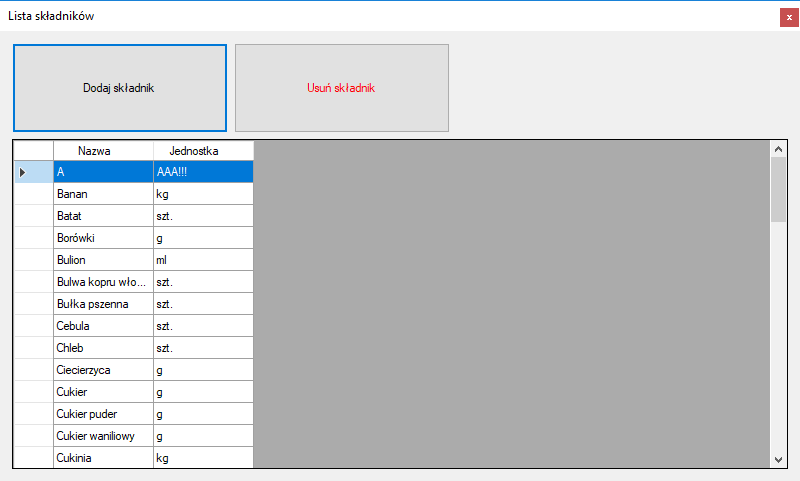 Lista składników
x
Dodaj składnik Usuń składnik
Nazwa Jednostka
A AAA!!!
Banan kg
Batat szt.
Borówki g
Bulion ml
Bulwa kopru wło... szt.
Bułka pszenna szt.
Cebula szt.
Chleb szt.
Ciecierzyca g
Cukier g
Cukier puder g
Cukier waniliowy g
Cukinia kg